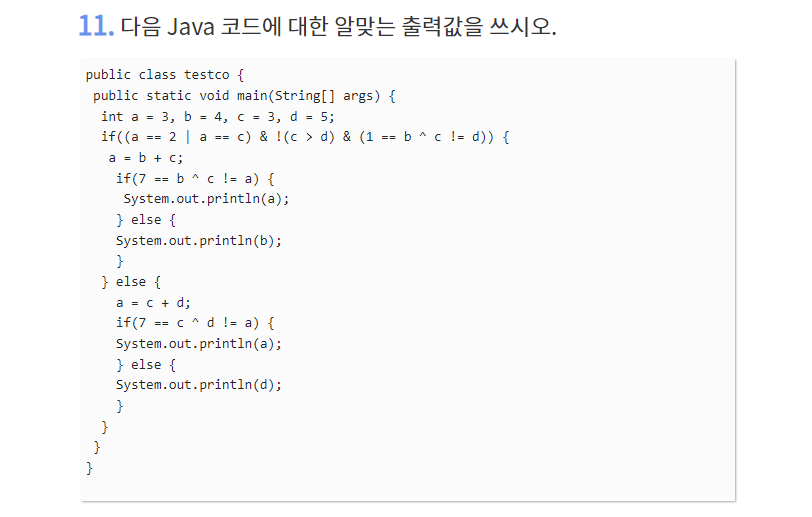 11. 다음 Java 코드에 대한 알맞는 출력값을 쓰시오.
public class testco {
 public static void main(String[] args) {
  int a = 3, b = 4, c = 3, d = 5;
  if((a == 2 | a == c) & !(c > d) & (1 == b ^ c != d)) {
   a = b + c;
    if(7 == b ^ c != a) {
     System.out.println(a);
    } else {
    System.out.println(b);
    }
  } else {
    a = c + d;
    if(7 == c ^ d != a) {
    System.out.println(a);
    } else {
    System.out.println(d);
    }
  }
 }
}